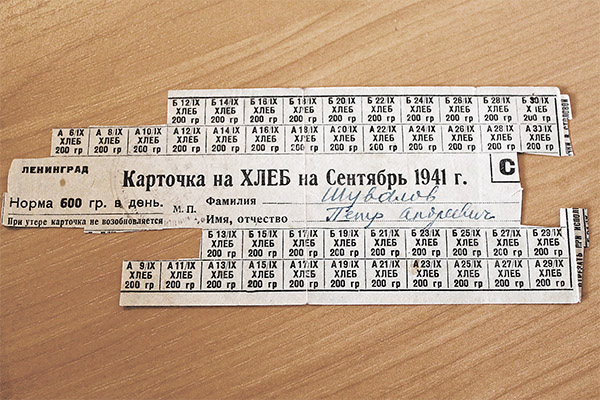 Б 12/IX Б 14/IX Б 16/IX Б 18/IX Б 20/IX Б 22/IX Б 24/IX Б 26/IX Б 28/IX Б 30/IX
ХЛЕБ ХЛЕБ ХЛЕБ ХЛЕБ ХЛЕБ ХЛЕБ ХЛЕБ ХЛЕБ ХЛЕБ ХЛЕБ
200 гр 200 гр 200 гр 200 гр 200 гр 200 гр 200 гр 200 гр 200 гр 200 гр
А 6/IX А 8/IX А 10/IX А 12/IX А 14/IX А 16/IX А 18/IX А 20/IX А 22/IX А 24/IX А 26/IX А 28/IX А 30/IX
ХЛЕБ ХЛЕБ ХЛЕБ ХЛЕБ ХЛЕБ ХЛЕБ ХЛЕБ ХЛЕБ ХЛЕБ ХЛЕБ ХЛЕБ ХЛЕБ ХЛЕБ
200 гр 200 гр 200 гр 200 гр 200 гр 200 гр 200 гр 200 гр 200 гр 200 гр 200 гр 200 гр 200 гр
ЛЕНИНГРАД
Карточка на ХЛЕБ на Сентябрь 1941 г. С
Норма 600 гр. в день. М. П. Фамилия Шувалов
При утере карточка не возобновляется Имя, отчество Петр Андреевич
Б 13/IX Б 15/IX Б 17/IX Б 19/IX Б 21/IX Б 23/IX Б 25/IX Б 27/IX Б 29/IX
ХЛЕБ ХЛЕБ ХЛЕБ ХЛЕБ ХЛЕБ ХЛЕБ ХЛЕБ ХЛЕБ ХЛЕБ
200 гр 200 гр 200 гр 200 гр 200 гр 200 гр 200 гр 200 гр 200 гр
А 9/IX А 11/IX А 13/IX А 15/IX А 17/IX А 19/IX А 21/IX А 23/IX А 25/IX А 27/IX А 29/IX
ХЛЕБ ХЛЕБ ХЛЕБ ХЛЕБ ХЛЕБ ХЛЕБ ХЛЕБ ХЛЕБ ХЛЕБ ХЛЕБ ХЛЕБ
200 гр 200 гр 200 гр 200 гр 200 гр 200 гр 200 гр 200 гр 200 гр 200 гр 200 гр